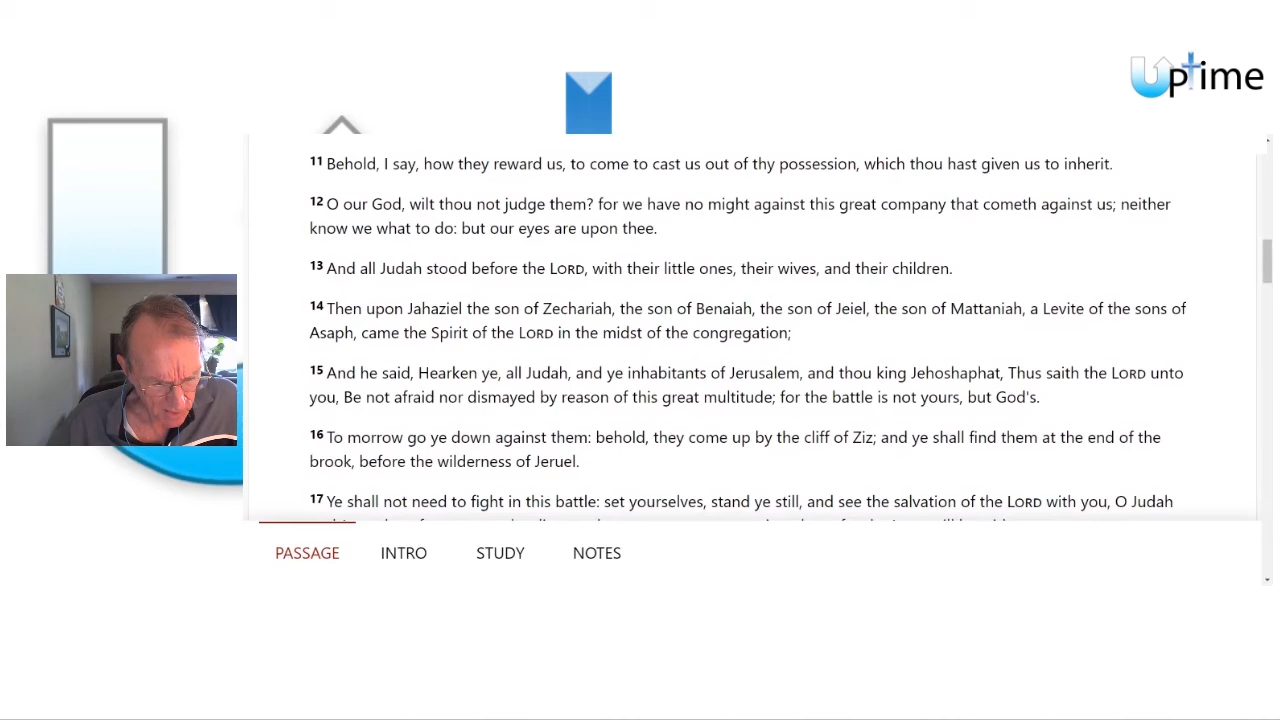 Uptime
11 Behold, I say, how they reward us, to come to cast us out of thy possession, which thou hast given us to inherit.
12 O our God, wilt thou not judge them? for we have no might against this great company that cometh against us; neither
know we what to do: but our eyes are upon thee.
13 And all Judah stood before the LORD, with their little ones, their wives, and their children.
14 Then upon Jahaziel the son of Zechariah, the son of Benaiah, the son of Jeiel, the son of Mattaniah, a Levite of the sons of
Asaph, came the Spirit of the LORD in the midst of the congregation;
15 And he said, Hearken ye, all Judah, and ye inhabitants of Jerusalem, and thou king Jehoshaphat, Thus saith the LORD unto
you, Be not afraid nor dismayed by reason of this great multitude; for the battle is not yours, but God's.
16 To morrow go ye down against them: behold, they come up by the cliff of Ziz; and ye shall find them at the end of the
brook, before the wilderness of Jeruel.
17 Ye shall not need to fight in this battle: set yourselves, stand ye still, and see the salvation of the LORD with you, O Judah
PASSAGE INTRO STUDY NOTES